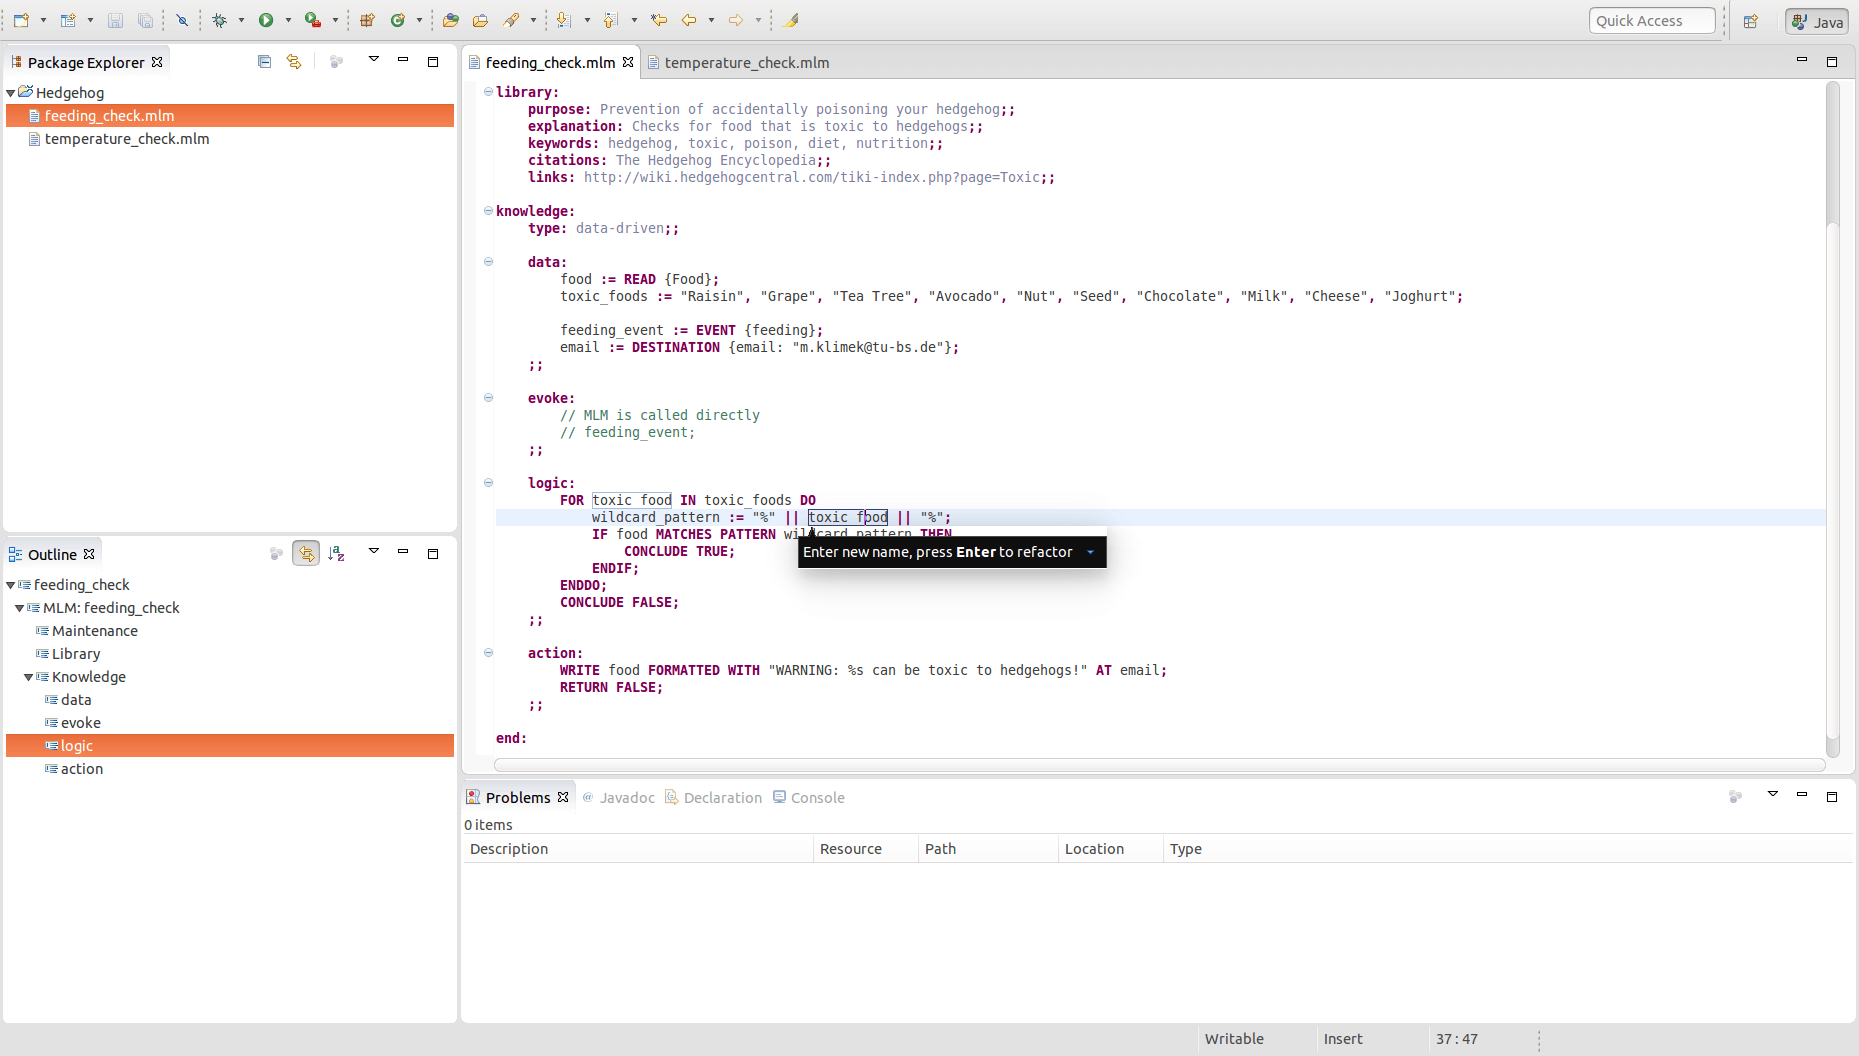 Quick Access
Java
Package Explorer
Hedgehog
feeding_check.mlm
temperature_check.mlm
Outline
feeding_check
MLM: feeding_check
Maintenance
Library
Knowledge
data
evoke
logic
action
feeding_check.mlm
temperature_check.mlm
library:
purpose: Prevention of accidentally poisoning your hedgehog;;
explanation: Checks for food that is toxic to hedgehogs;;
keywords: hedgehog, toxic, poison, diet, nutrition;;
citations: The Hedgehog Encyclopedia;;
links: http://wiki.hedgehogcentral.com/tiki-index.php?page=Toxic;;
knowledge:
type: data-driven;;
data:
food := READ {Food};
toxic_foods := "Raisin", "Grape", "Tea Tree", "Avocado", "Nut", "Seed", "Chocolate", "Milk", "Cheese", "Joghurt";
feeding_event := EVENT {feeding};
email := DESTINATION {email: "m.klimek@tu-bs.de"};
;;
evoke:
// MLM is called directly
// feeding_event;
;;
logic:
FOR toxic_food IN toxic_foods DO
wildcard_pattern := "%" || toxic_food || "%";
IF food MATCHES PATTERN wildcard_pattern THEN
Enter new name, press Enter to refactor
CONCLUDE TRUE;
ENDIF;
ENDDO;
CONCLUDE FALSE;
;;
action:
WRITE food FORMATTED WITH "WARNING: %s can be toxic to hedgehogs!" AT email;
RETURN FALSE;
;;
end:
Problems
@ Javadoc
Declaration
Console
0 items
Description Resource Path Location Type
Writable Insert 37 : 47